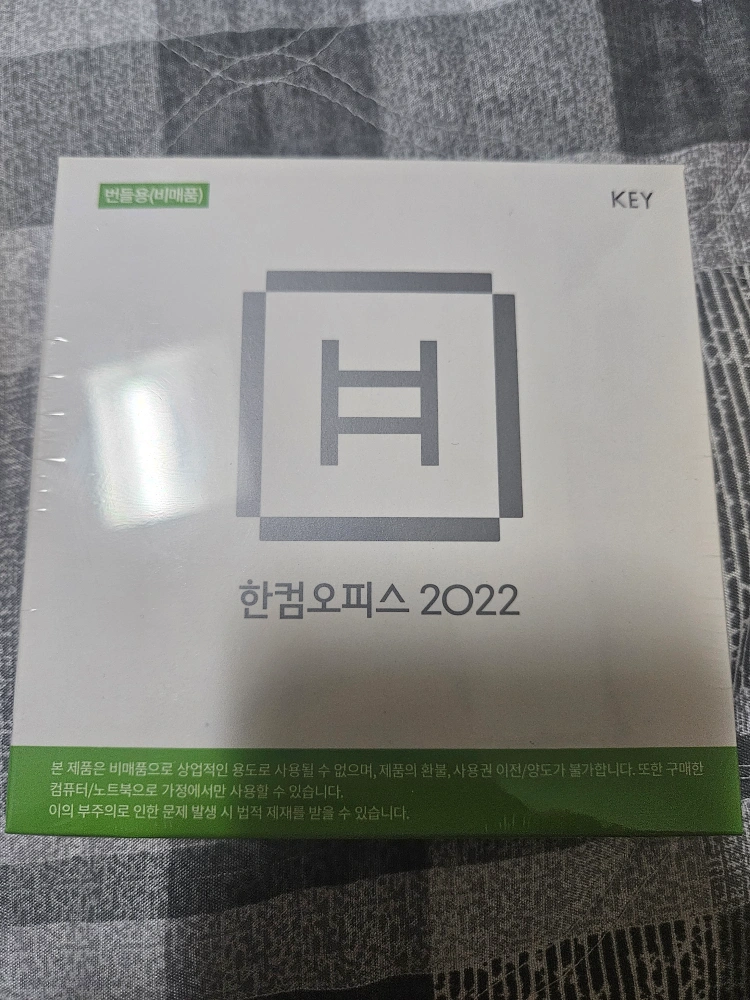 번들용(비매품)
KEY
한컴오피스 2022
본 제품은 비매품으로 상업적인 용도로 사용될 수 없으며, 제품의 환불, 사용권 이전/양도가 불가합니다. 또한 구매한
컴퓨터/노트북으로 가정에서만 사용할 수 있습니다.
이의 부주의로 인한 문제 발생 시 법적 제재를 받을 수 있습니다.